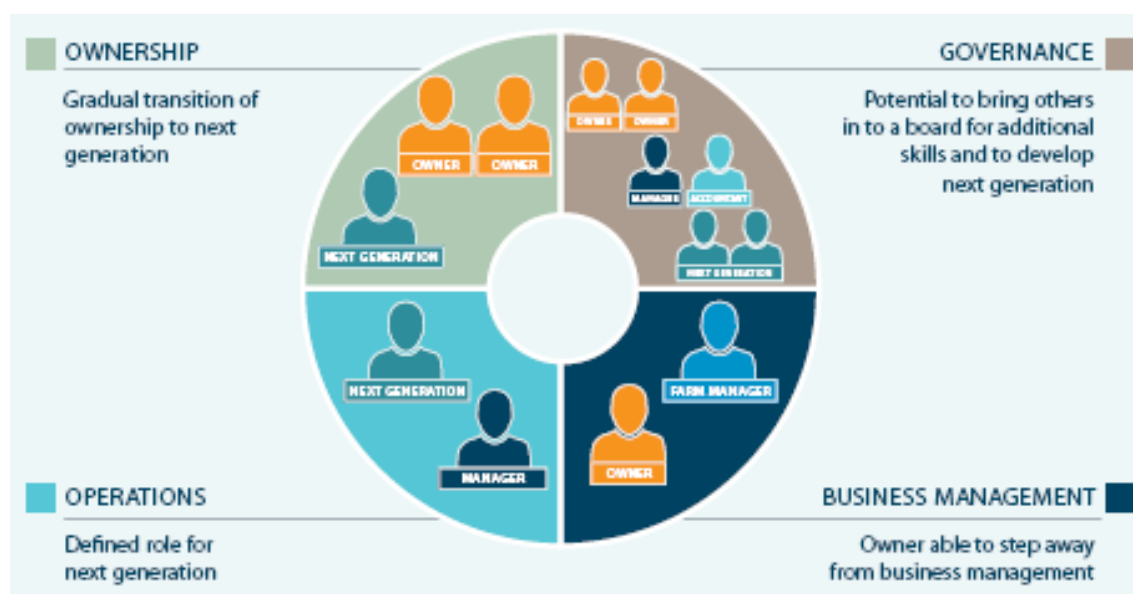 OWNERSHIP
Gradual transition of
ownership to next
generation
GOVERNANCE
Potential to bring others
in to a board for additional
skills and to develop
next generation
OWNER
OWNER
NEXT GENERATION
OWNER
OWNER
MANAGER
ACCOUNTANT
NEXT GENERATION
NEXT GENERATION
MANAGER
FARM MANAGER
OWNER
OPERATIONS
Defined role for
next generation
BUSINESS MANAGEMENT
Owner able to step away
from business management